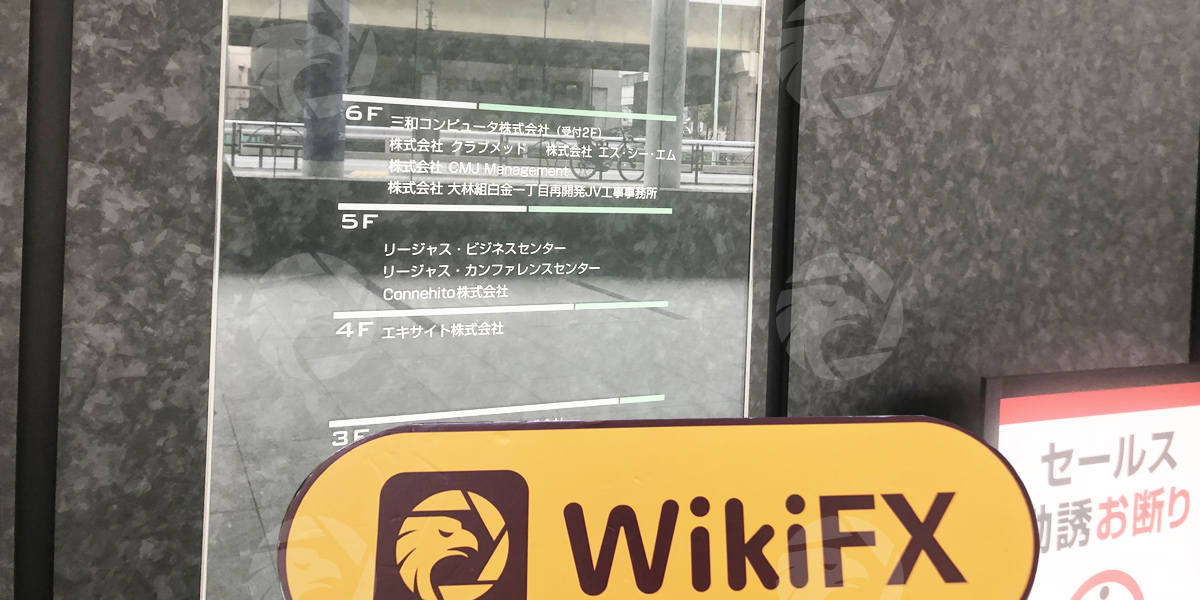 6F 三和コンピュータ株式会社（受付2F）
株式会社 クラブメッド 株式会社 エス・シー・エム
株式会社 CMJ Management
株式会社 大林組白金一丁目再開発JV工事事務所
5F
リージャス・ビジネスセンター
リージャス・カンファレンスセンター
Connehito株式会社
4F エキサイト株式会社
3F
WikiFX
セールス
勧誘お断り